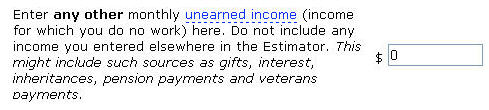 Enter any other monthly unearned income (income
for which you do no work) here. Do not include any
income you entered elsewhere in the Estimator. This
might include such sources as gifts, interest,
inheritances, pension payments and veterans
payments.
$ 0